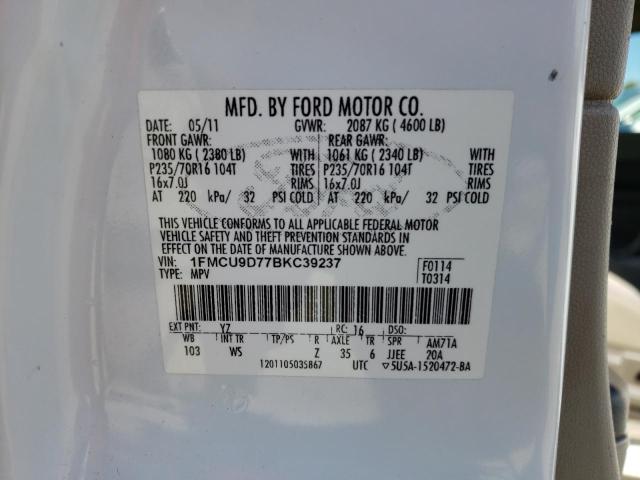 MFD. BY FORD MOTOR CO.
DATE: 05/11 GVWR: 2087 KG ( 4600 LB)
FRONT GAWR: REAR GAWR:
1080 KG ( 2380 LB) WITH 1061 KG ( 2340 LB) WITH
P235/70R16 104T TIRES P235/70R16 104T TIRES
16x7.0J RIMS 16x7.0J RIMS
AT 220 kPa/ 32 PSI COLD AT 220 kPa/ 32 PSI COLD
THIS VEHICLE CONFORMS TO ALL APPLICABLE FEDERAL MOTOR
VEHICLE SAFETY AND THEFT PREVENTION STANDARDS IN
EFFECT ON THE DATE OF MANUFACTURE SHOWN ABOVE.
VIN: 1FMCU9D77BKC39237 F0114
TYPE: MPV T0314
EXT PNT: YZ RC: 16 DSO:
WB INT TR TP/PS R AXLE TR SPR AM71A
103 WS Z 35 6 JJEE 20A
1201105035867 UTC ▽5U5A-1520472-BA